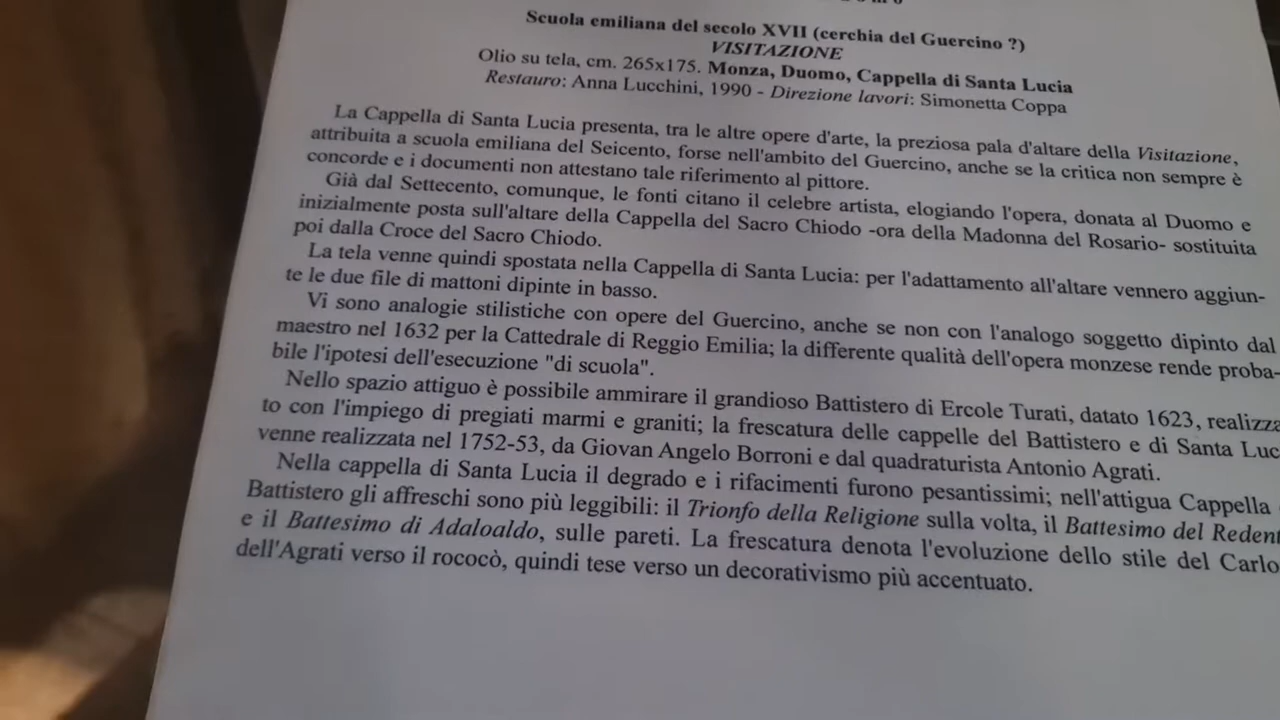 Scuola emiliana del secolo XVII (cerchia del Guercino ?)
VISITAZIONE
Olio su tela, cm. 265x175. Monza, Duomo, Cappella di Santa Lucia
Restauro: Anna Lucchini, 1990 - Direzione lavori: Simonetta Coppa
La Cappella di Santa Lucia presenta, tra le altre opere d'arte, la preziosa pala d'altare della Visitazione,
attribuita a scuola emiliana del Seicento, forse nell'ambito del Guercino, anche se la critica non sempre è
concorde e i documenti non attestano tale riferimento al pittore.
Già dal Settecento, comunque, le fonti citano il celebre artista, elogiando l'opera, donata al Duomo e
inizialmente posta sull'altare della Cappella del Sacro Chiodo -ora della Madonna del Rosario- sostituita
poi dalla Croce del Sacro Chiodo.
La tela venne quindi spostata nella Cappella di Santa Lucia: per l'adattamento all'altare vennero aggiun-
te le due file di mattoni dipinte in basso.
Vi sono analogie stilistiche con opere del Guercino, anche se non con l'analogo soggetto dipinto dal
maestro nel 1632 per la Cattedrale di Reggio Emilia; la differente qualità dell'opera monzese rende proba-
bile l'ipotesi dell'esecuzione "di scuola".
Nello spazio attiguo è possibile ammirare il grandioso Battistero di Ercole Turati, datato 1623, realizza
to con l'impiego di pregiati marmi e graniti; la frescatura delle cappelle del Battistero e di Santa Luc
venne realizzata nel 1752-53, da Giovan Angelo Borroni e dal quadraturista Antonio Agrati.
Nella cappella di Santa Lucia il degrado e i rifacimenti furono pesantissimi; nell'attigua Cappella
Battistero gli affreschi sono più leggibili: il Trionfo della Religione sulla volta, il Battesimo del Redent
e il Battesimo di Adaloaldo, sulle pareti. La frescatura denota l'evoluzione dello stile del Carlo
dell'Agrati verso il rococò, quindi tese verso un decorativismo più accentuato.